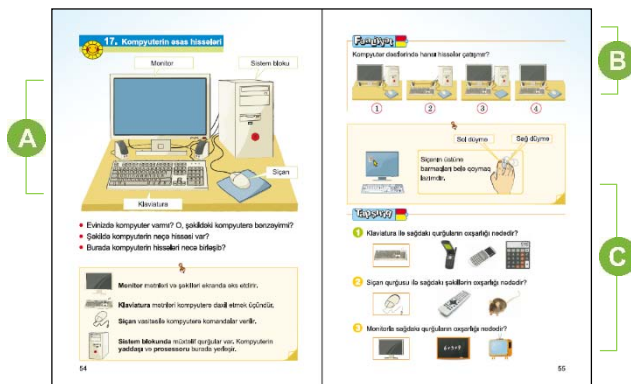 17. Kompyuterin əsas hissələri
Monitor
Sistem bloku
Siçan
Klaviatura
A
• Evinizdə kompyuter varmı? O, şəkildəki kompyuterə bənzəyirmi?
• Şəkildə kompyuterin neçə hissəsi var?
• Burada kompyuterin hissələri necə birləşib?
Monitor mətnləri və şəkilləri ekranda əks etdirir.
Klaviatura mətnləri kompyuterə daxil etmək üçündür.
Siçan vasitəsilə kompyuterə komandalar verilir.
Sistem blokunda müxtəlif qurğular var. Kompyuterin
yaddaşı və prosessoru burada yerləşir.
54
Fəaliyyət
Kompyuter dəstlərində hansı hissələr çatışmır?
1 2 3 4
B
Sol düymə
Sağ düymə
Siçanın üstünə
barmaqları belə qoymaq
lazımdır.
Tapşırıq
1 Klaviatura ilə sağdakı qurğuların oxşarlığı nədədir?
2 Siçan qurğusu ilə sağdakı şəkillərin oxşarlığı nədədir?
C
3 Monitorla sağdakı qurğuların oxşarlığı nədədir?
55